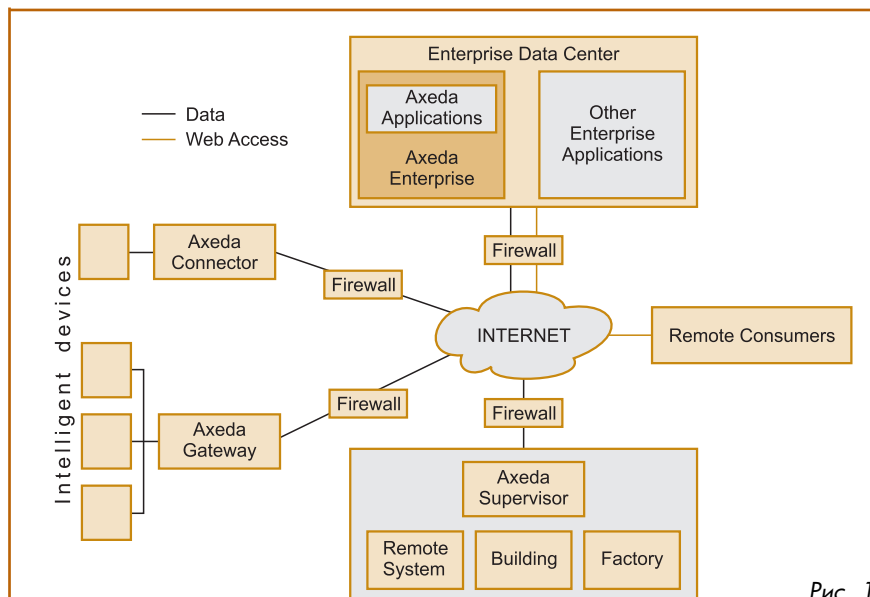 Enterprise Data Center
Axeda
Applications
Axeda
Enterprise
Other
Enterprise
Applications
Data
Web Access
Firewall
Axeda
Connector
Firewall
INTERNET
Remote Consumers
Intelligent devices
Firewall
Axeda
Gateway
Firewall
Axeda
Supervisor
Remote
System
Building
Factory
Рис. 1